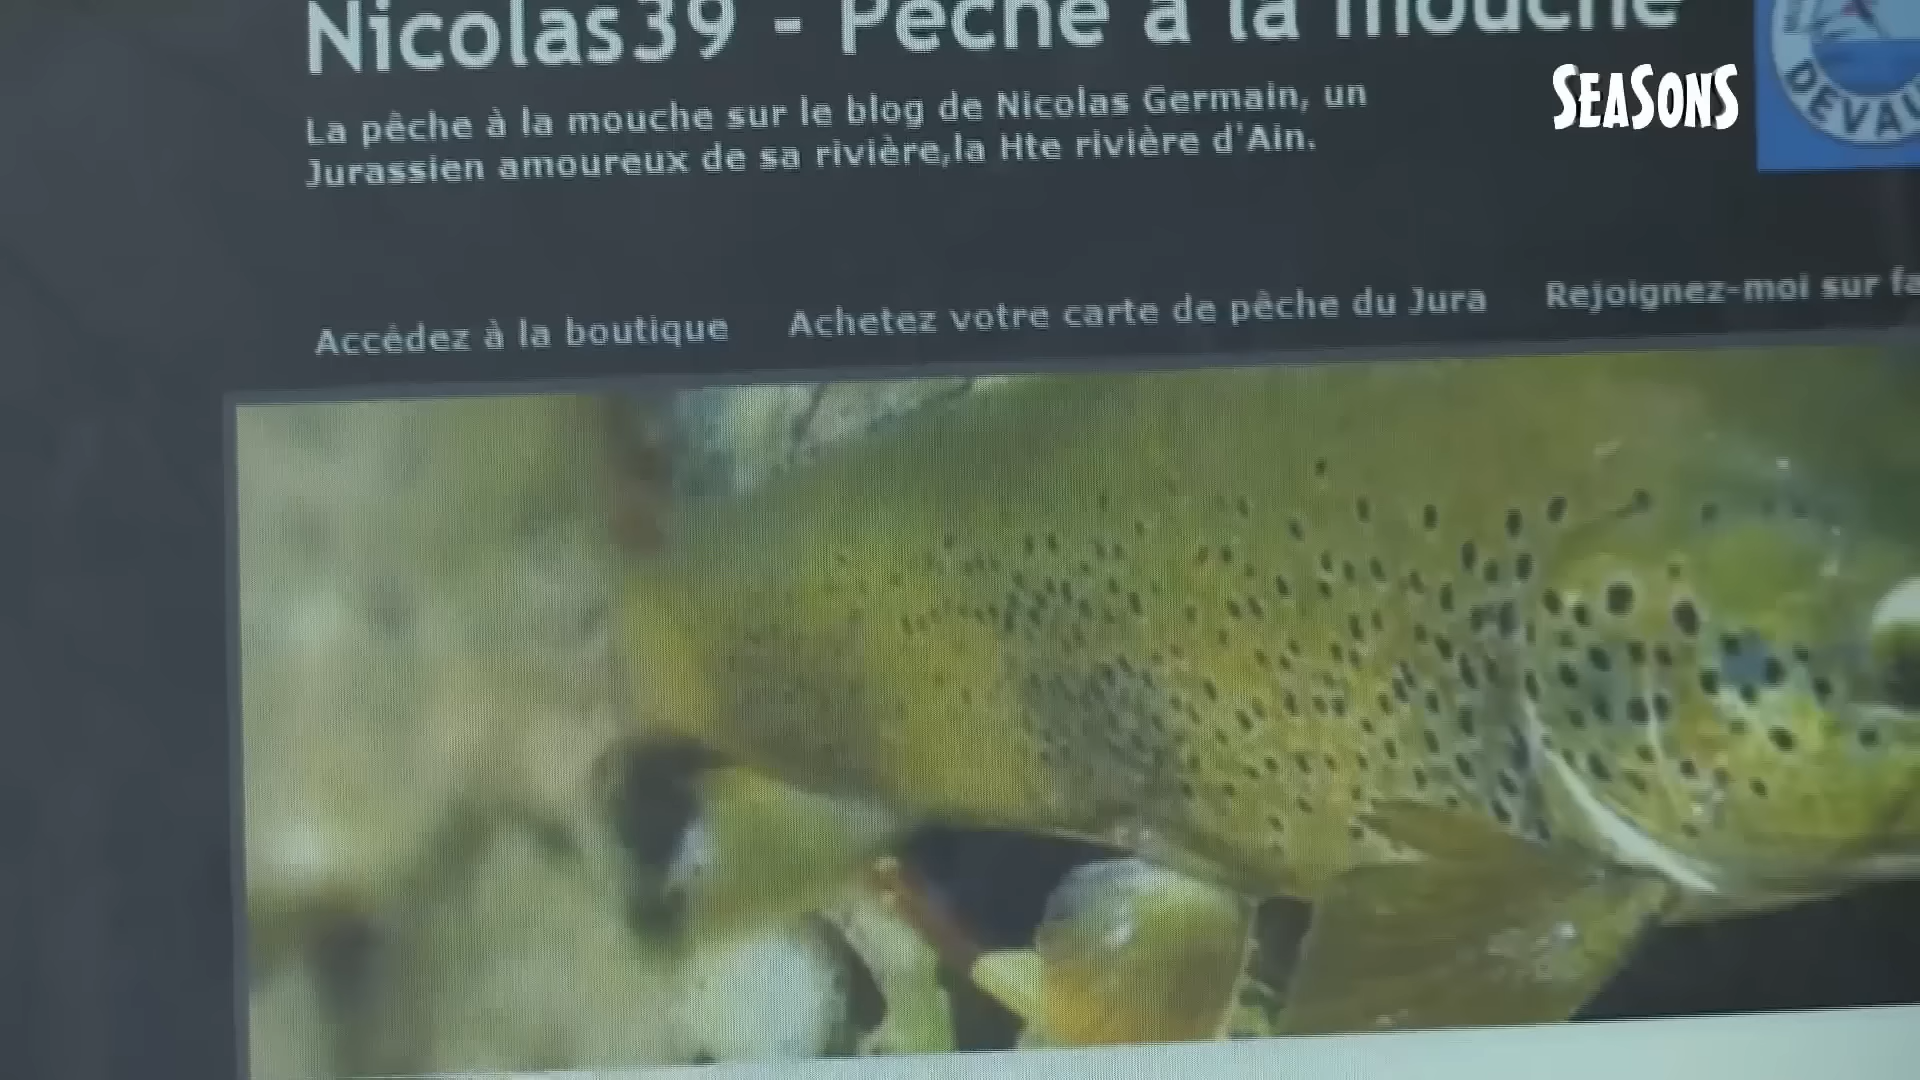 Nicolas39 - Pêche à la mouche
SEASONS
La pêche à la mouche sur le blog de Nicolas Germain, un
Jurassien amoureux de sa rivière,la Hte rivière d'Ain.
Accédez à la boutique
Achetez votre carte de pêche du Jura
Rejoignez-moi sur